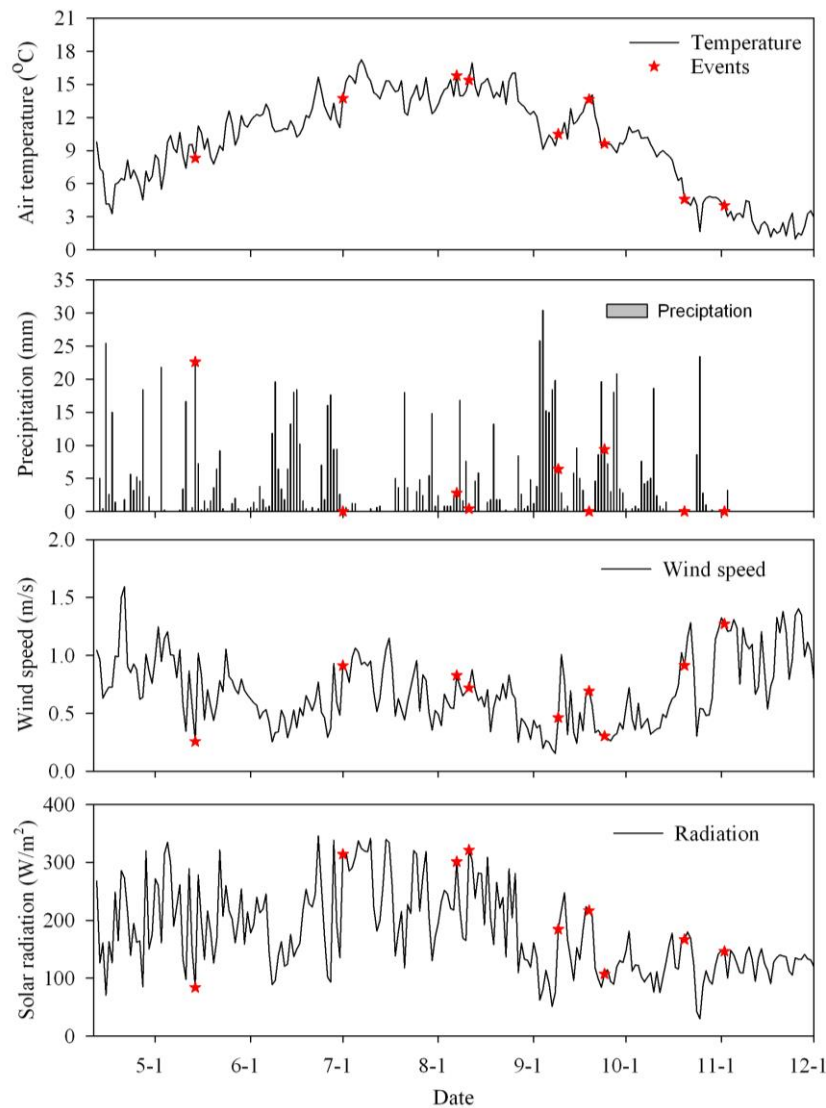 21
18
15
12
9
6
3
0
Air temperature (°C)
Temperature
Events
35
30
25
20
15
10
5
0
Precipitation (mm)
Preciptation
2.0
1.5
1.0
0.5
0.0
Wind speed (m/s)
Wind speed
400
300
200
100
0
Solar radiation (W/m²)
Radiation
5-1 6-1 7-1 8-1 9-1 10-1 11-1 12-1
Date